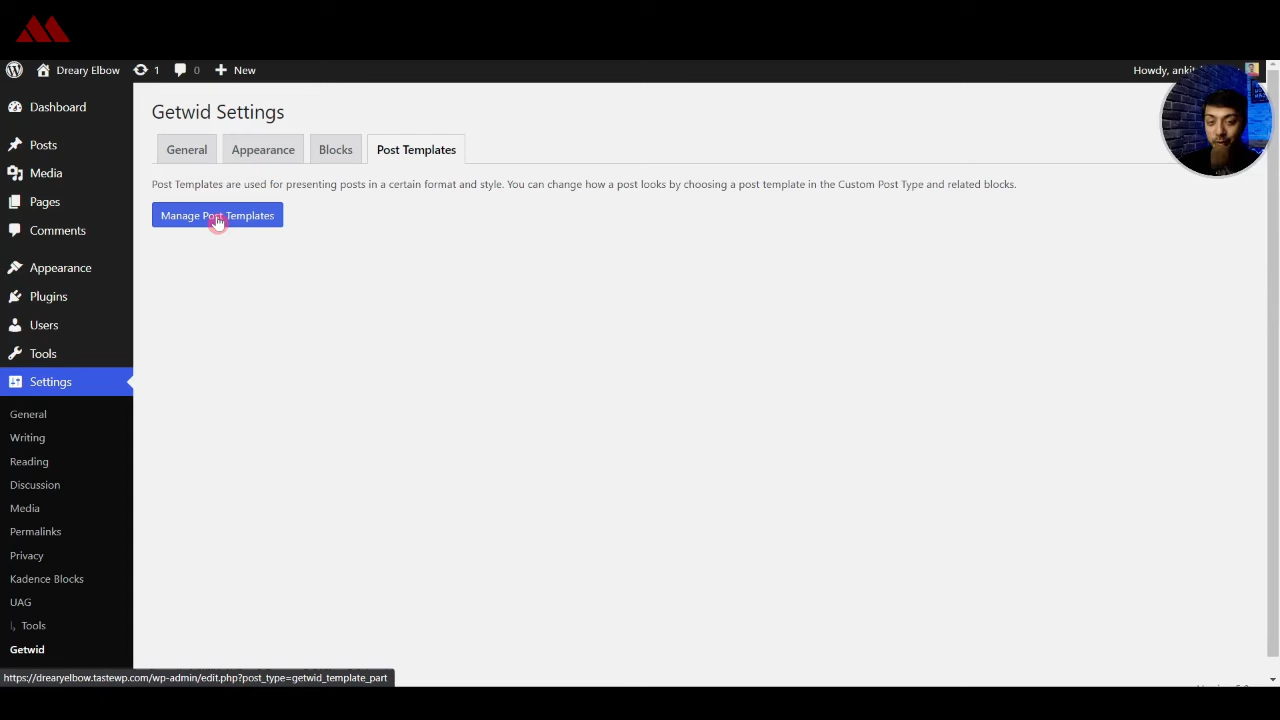 Dreary Elbow
1
0
New
Howdy, ankit
Dashboard
Posts
Media
Pages
Comments
Appearance
Plugins
Users
Tools
Settings
General
Writing
Reading
Discussion
Media
Permalinks
Privacy
Kadence Blocks
UAG
Tools
Getwid
Getwid Settings
General
Appearance
Blocks
Post Templates
Post Templates are used for presenting posts in a certain format and style. You can change how a post looks by choosing a post template in the Custom Post Type and related blocks.
Manage Post Templates
https://drearyelbow.tastewp.com/wp-admin/edit.php?post_type=getwid_template_part